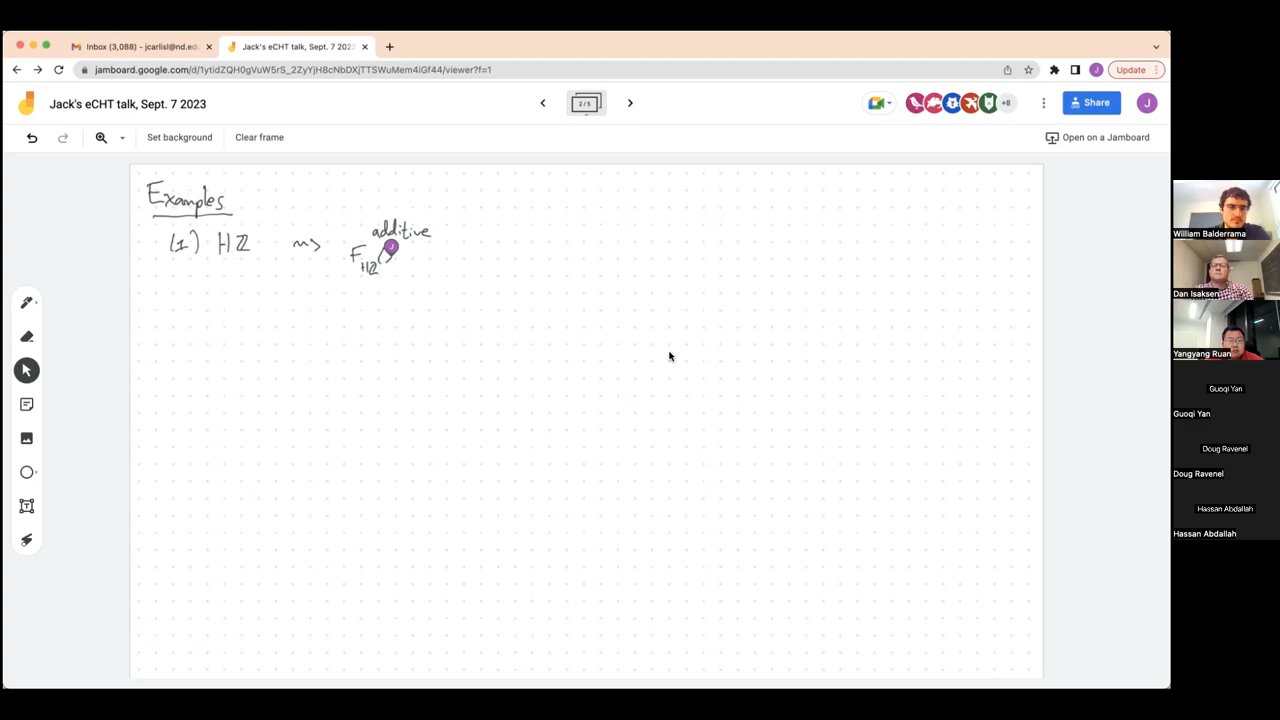 Inbox (3,088) - jcarlisl@nd.ed
Jack's eCHT talk, Sept. 7 202
jamboard.google.com/d/1ytidZQH0gVuW5rS_2ZyYjH8cNbDXjTTSWuMem4iGf44/viewer?f=1
J
Update
Jack's eCHT talk, Sept. 7 2023
2/5
+8
Share
J
Set background
Clear frame
Open on a Jamboard
Examples
(1) HZ ⇝ F_HZ (
additive
J
William Balderrama
Dan Isaksen
Yangyang Ruan
Guoqi Yan
Guoqi Yan
Doug Ravenel
Doug Ravenel
Hassan Abdallah
Hassan Abdallah